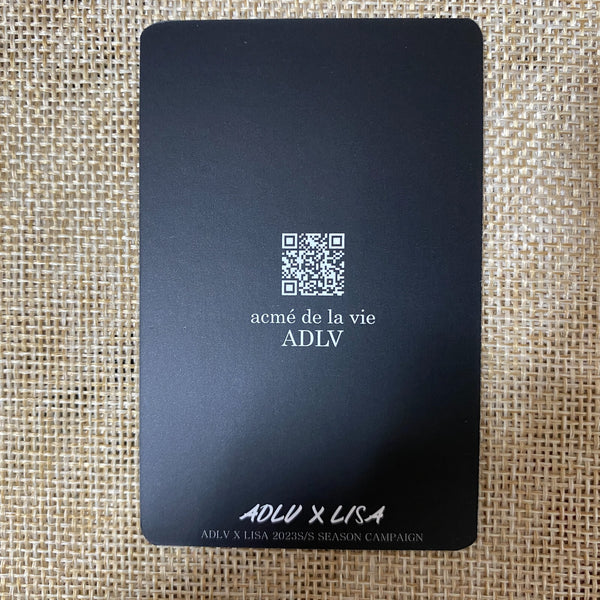 acmé de la vie
ADLV
ADLV X LISA
ADLV X LISA 2023S/S SEASON CAMPAIGN